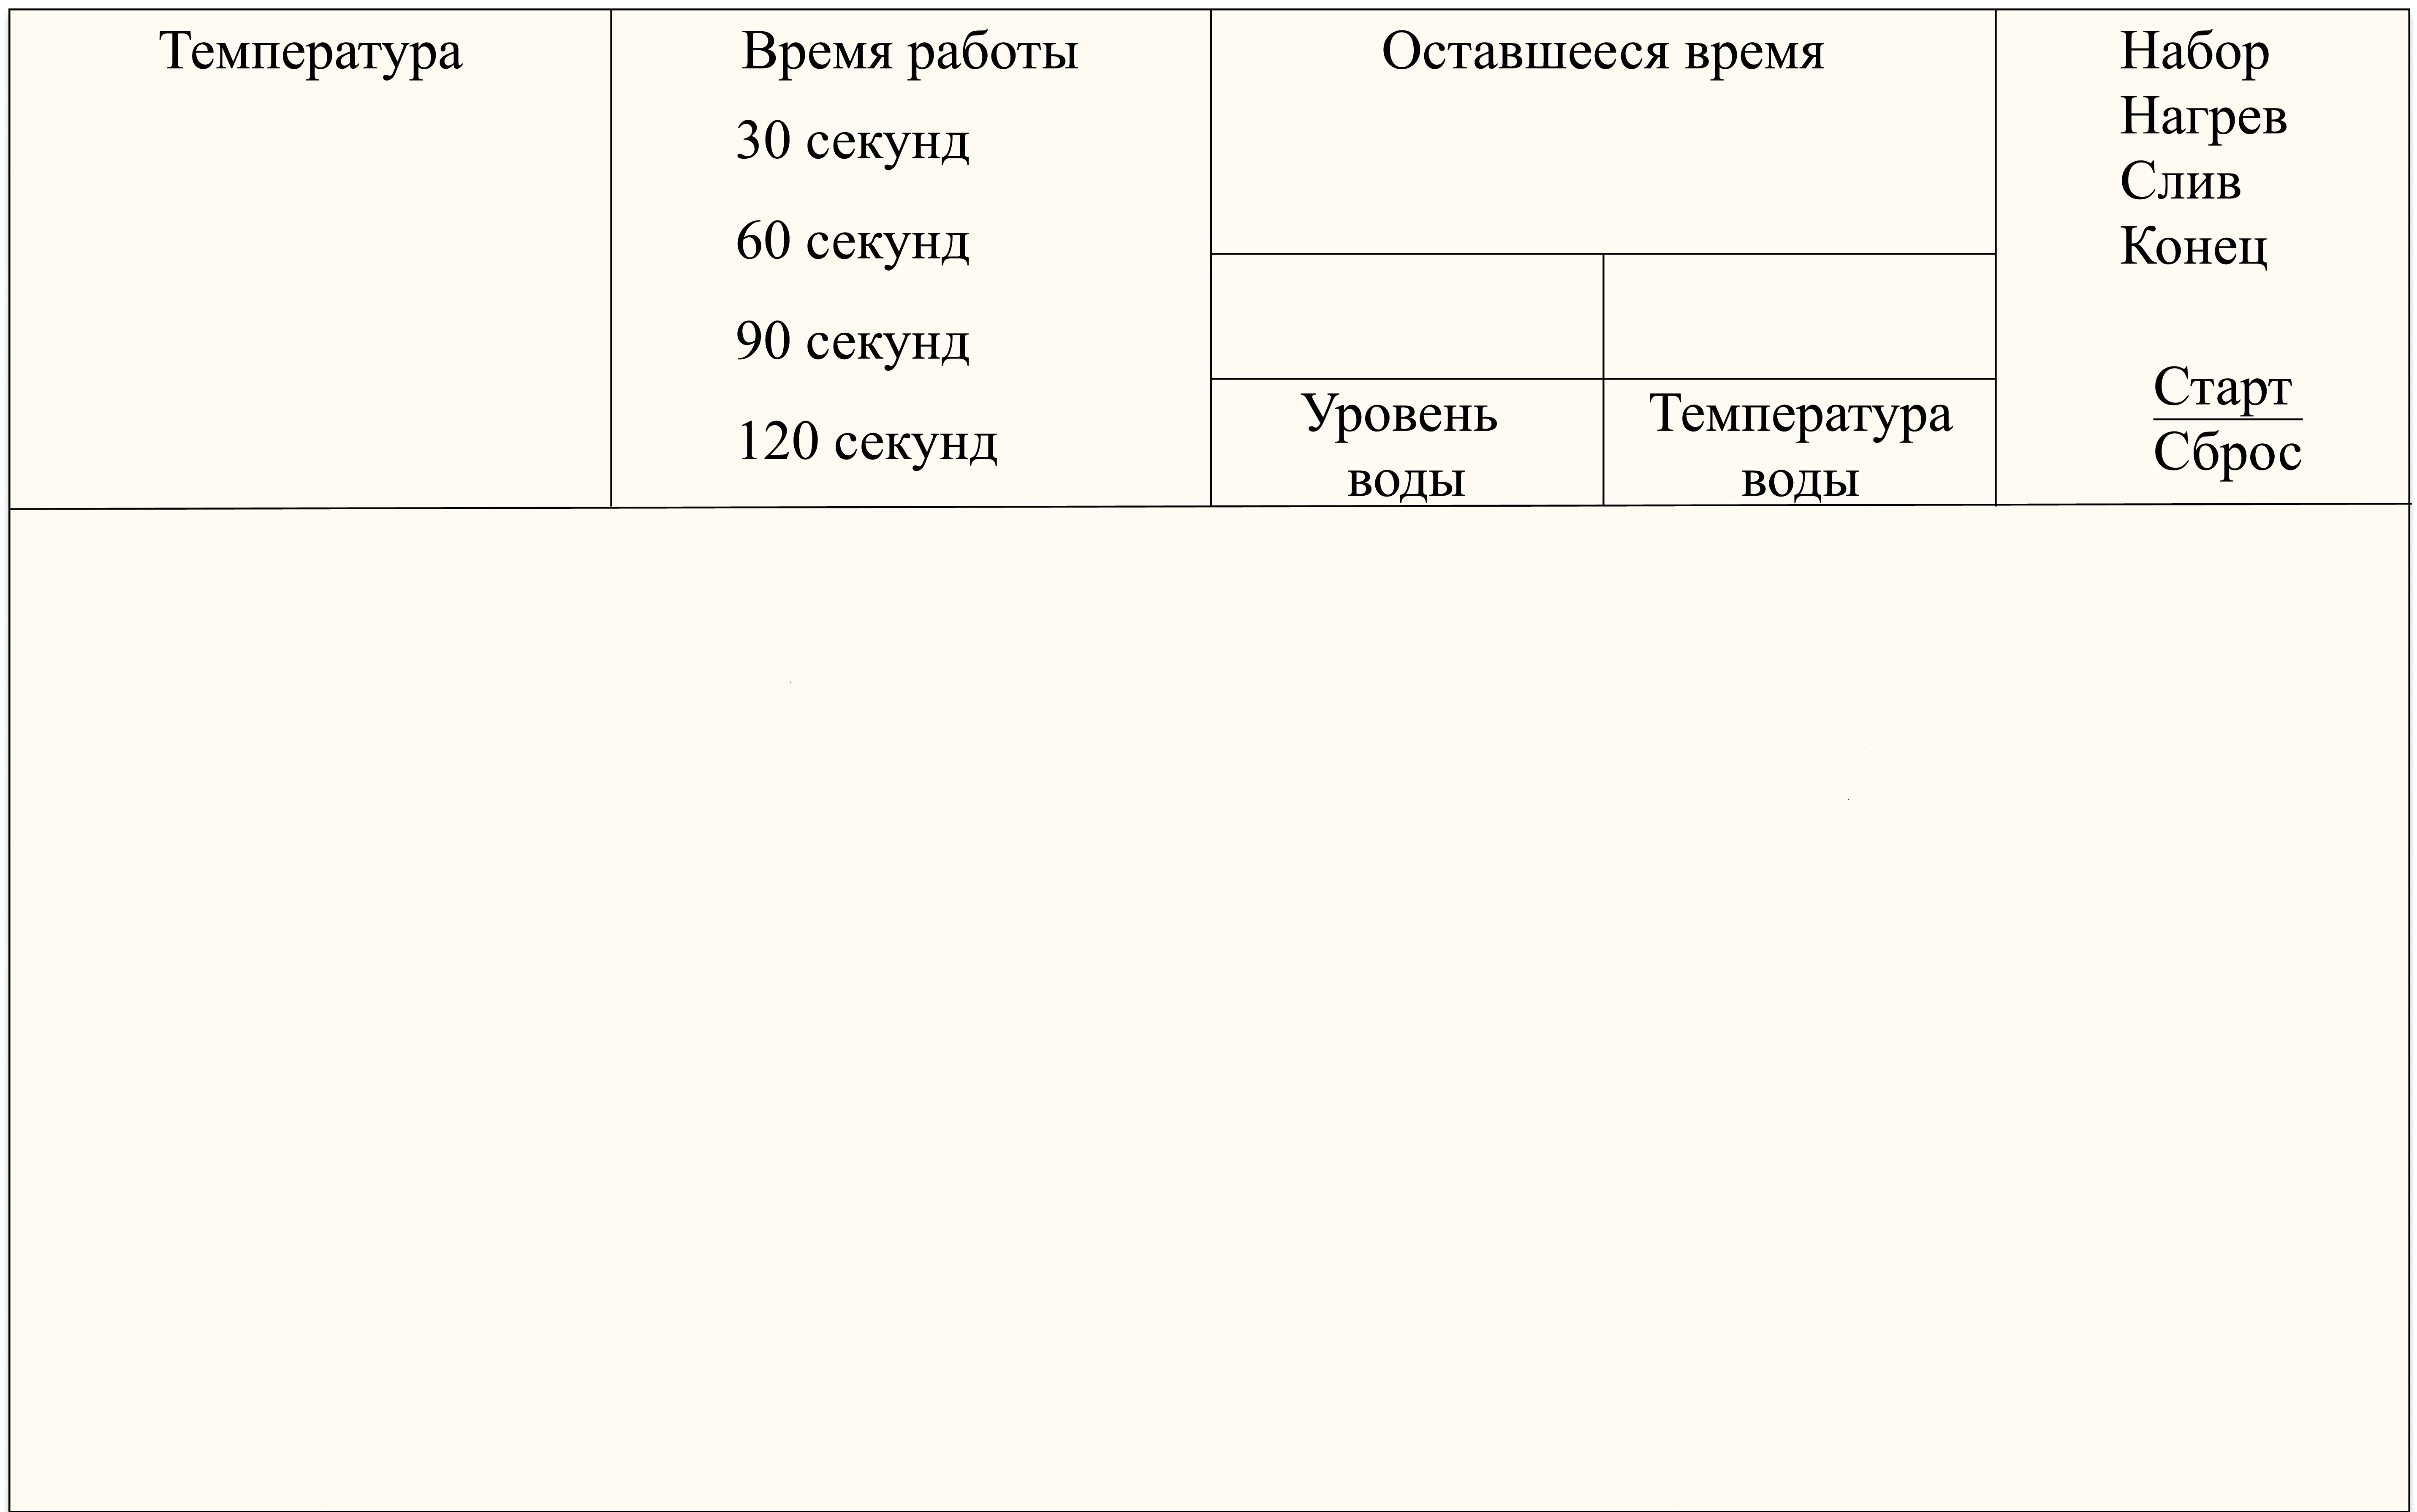 Температура
Время работы
30 секунд
60 секунд
90 секунд
120 секунд
Оставшееся время
Уровень
воды
Температура
воды
Набор
Нагрев
Слив
Конец
Старт
Сброс